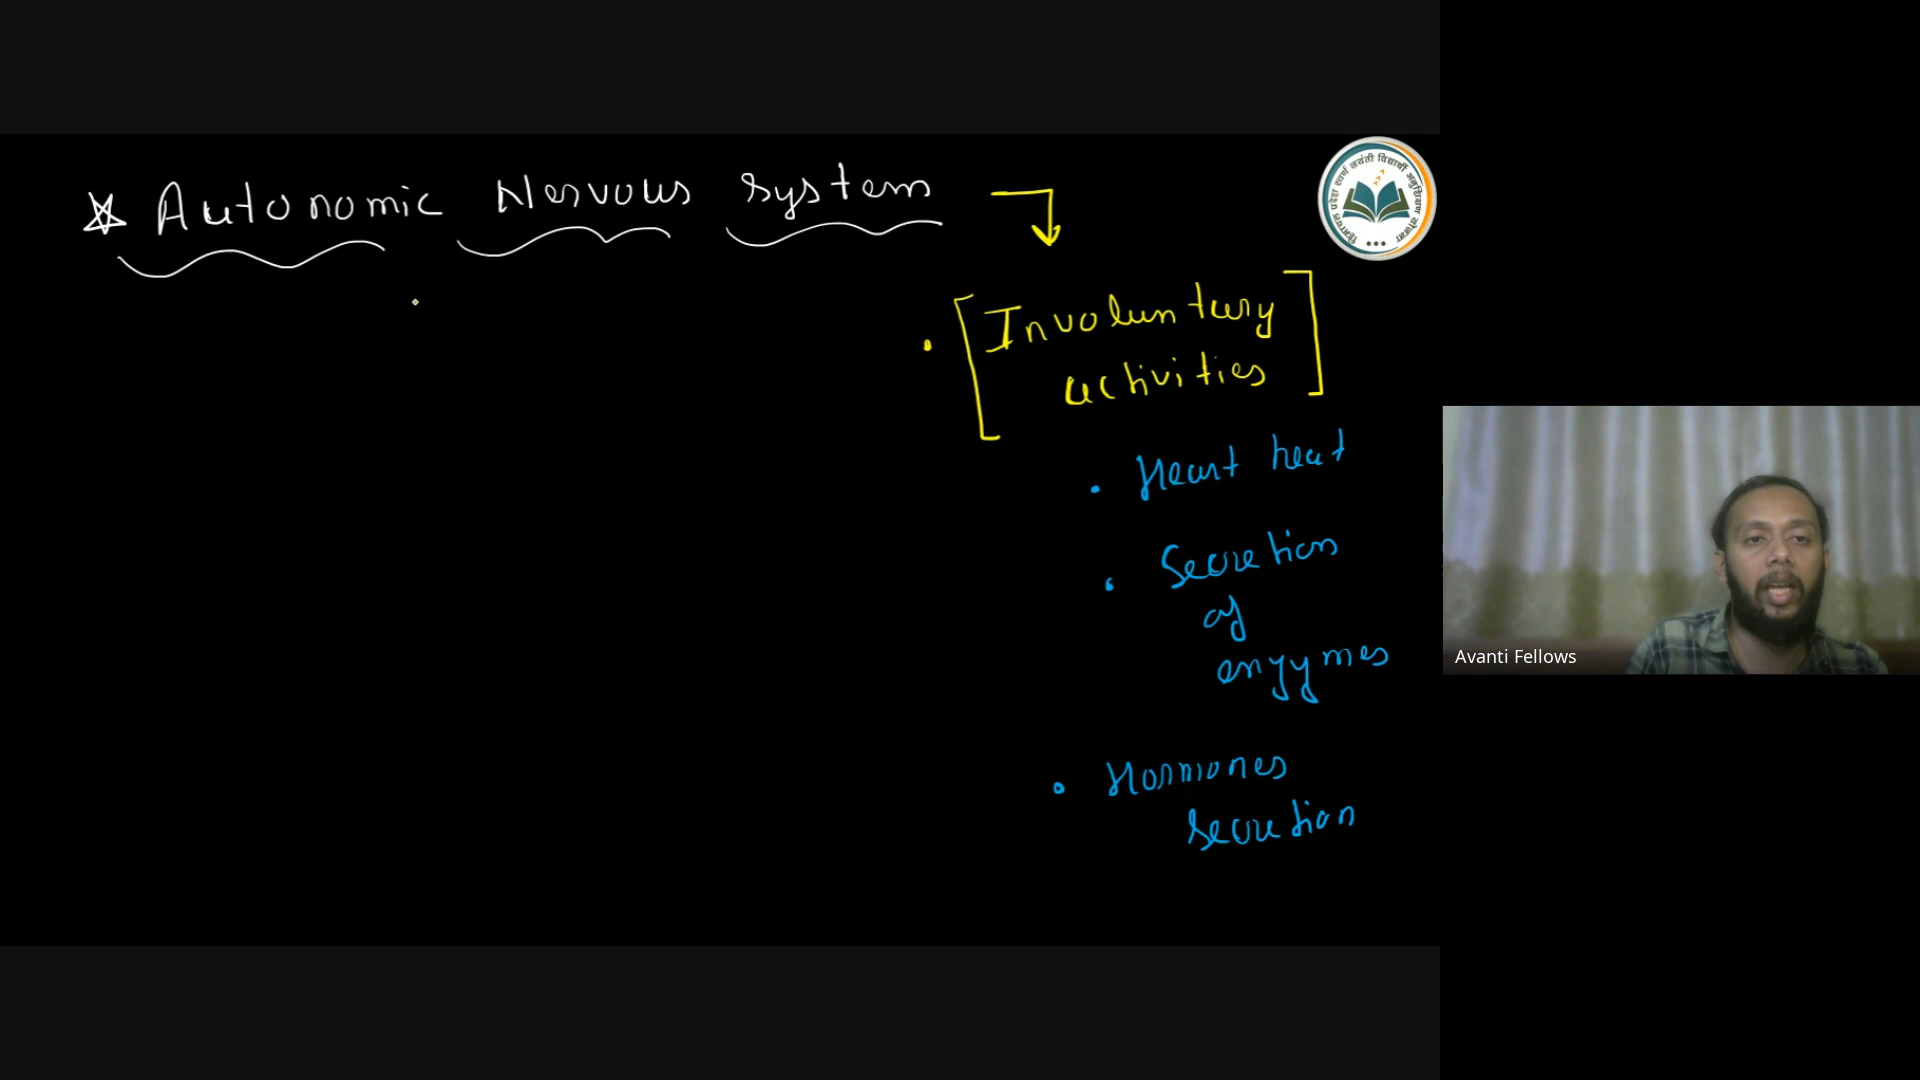 Autonomic Nervous System
Involuntary
activities
Heart beat
Secretion
of
enzymes
Hormones
secretion
Avanti Fellows